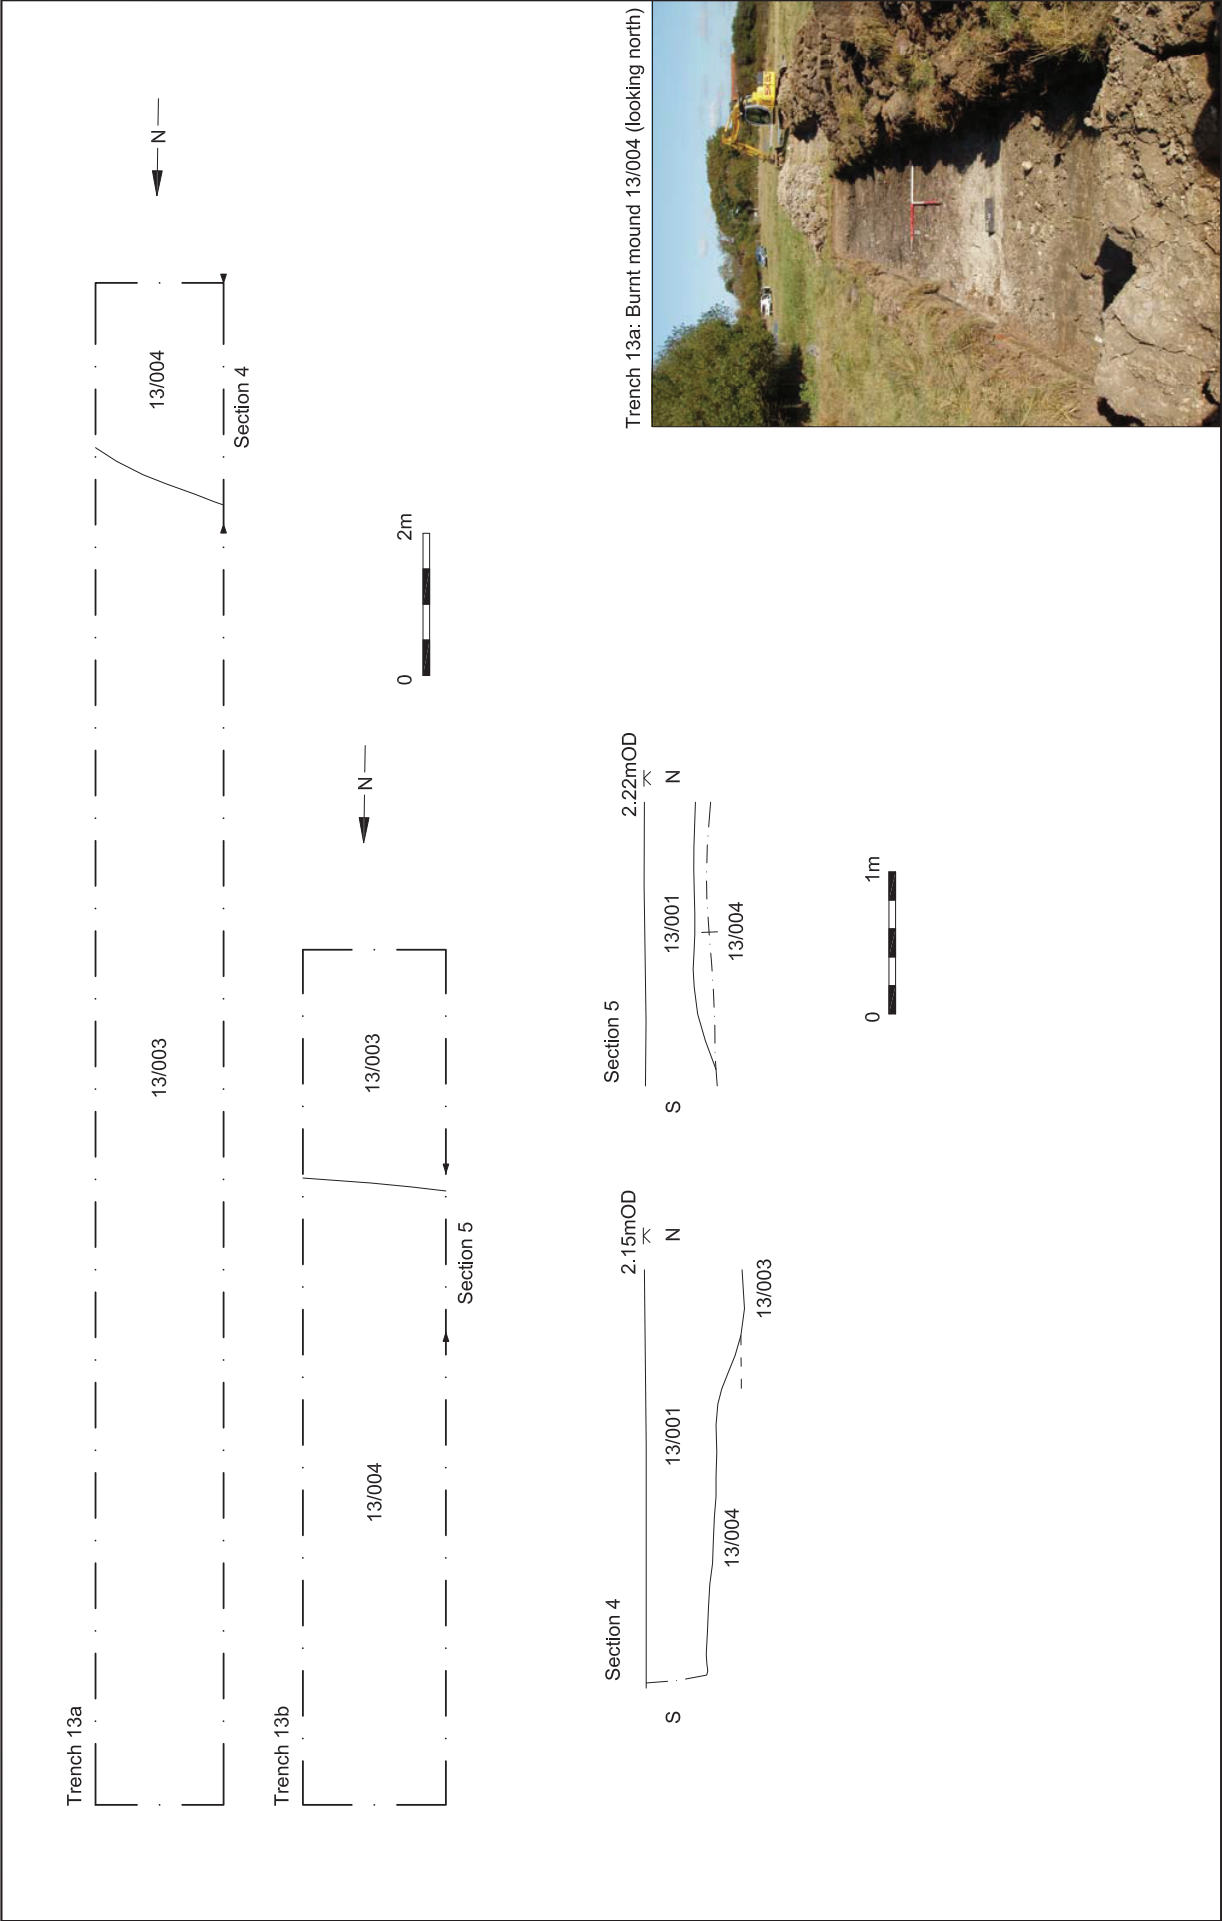 Trench 13a
13/003
13/004
N
Section 4
Trench 13b
13/004
13/003
N
Section 5
0
2m
Section 4
2.15mOD
S
N
13/001
13/004
13/003
Section 5
2.22mOD
S
N
13/001
13/004
0
1m
Trench 13a: Burnt mound 13/004 (looking north)